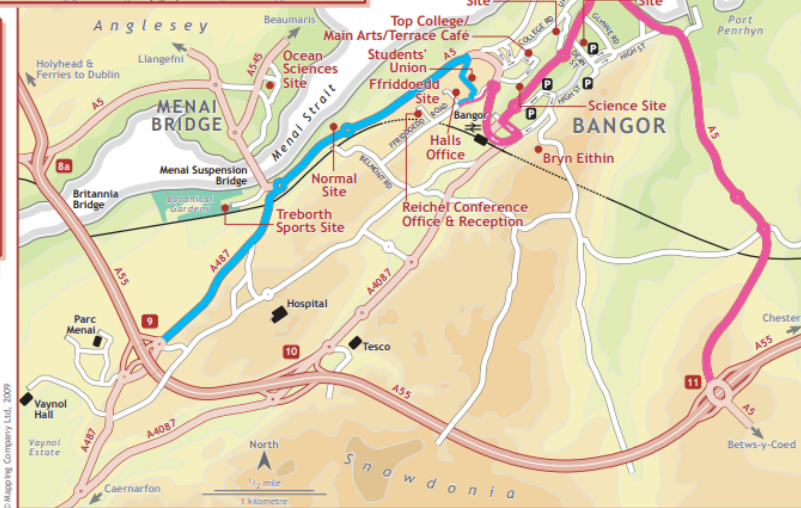 Site
Site
Top College/
Main Arts/Terrace Café
COLLEGE RD
GLYNNE RD
DEAN
ST
HIGH ST
P
P
Port
Penrhyn
Anglesey
Beaumaris
Llangefni
A545
Ocean
Sciences
Site
A5
Students'
Union
Ffriddoedd
Site
Holyhead &
Ferries to Dublin
A5
MENAI
BRIDGE
Menai Strait
FFRIDDOEDD ROAD
Bangor
P
HIGH ST
P
Science Site
BANGOR
A5
Halls
Office
Bryn Eithin
8a
Menai Suspension
Bridge
Britannia
Bridge
Botanical
Gardens
Normal
Site
BELMONT RD
Treborth
Sports Site
Reichel Conference
Office & Reception
A55
A487
A4087
Hospital
Parc
Menai
9
10
Tesco
Chester
A55
11
A5
Betws-y-Coed
A55
Vaynol
Hall
Vaynol
Estate
A487
A4087
Caernarfon
North
1/2 mile
1 kilometre
Snowdonia
© Mapping Company Ltd, 2009